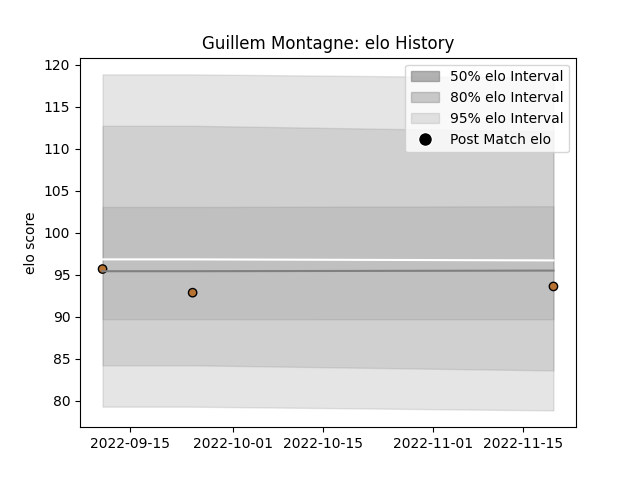 Guillem Montagne: elo History
120
115
110
105
100
95
90
85
80
elo score
50% elo Interval
80% elo Interval
95% elo Interval
Post Match elo
2022-09-15
2022-10-01
2022-10-15
2022-11-01
2022-11-15